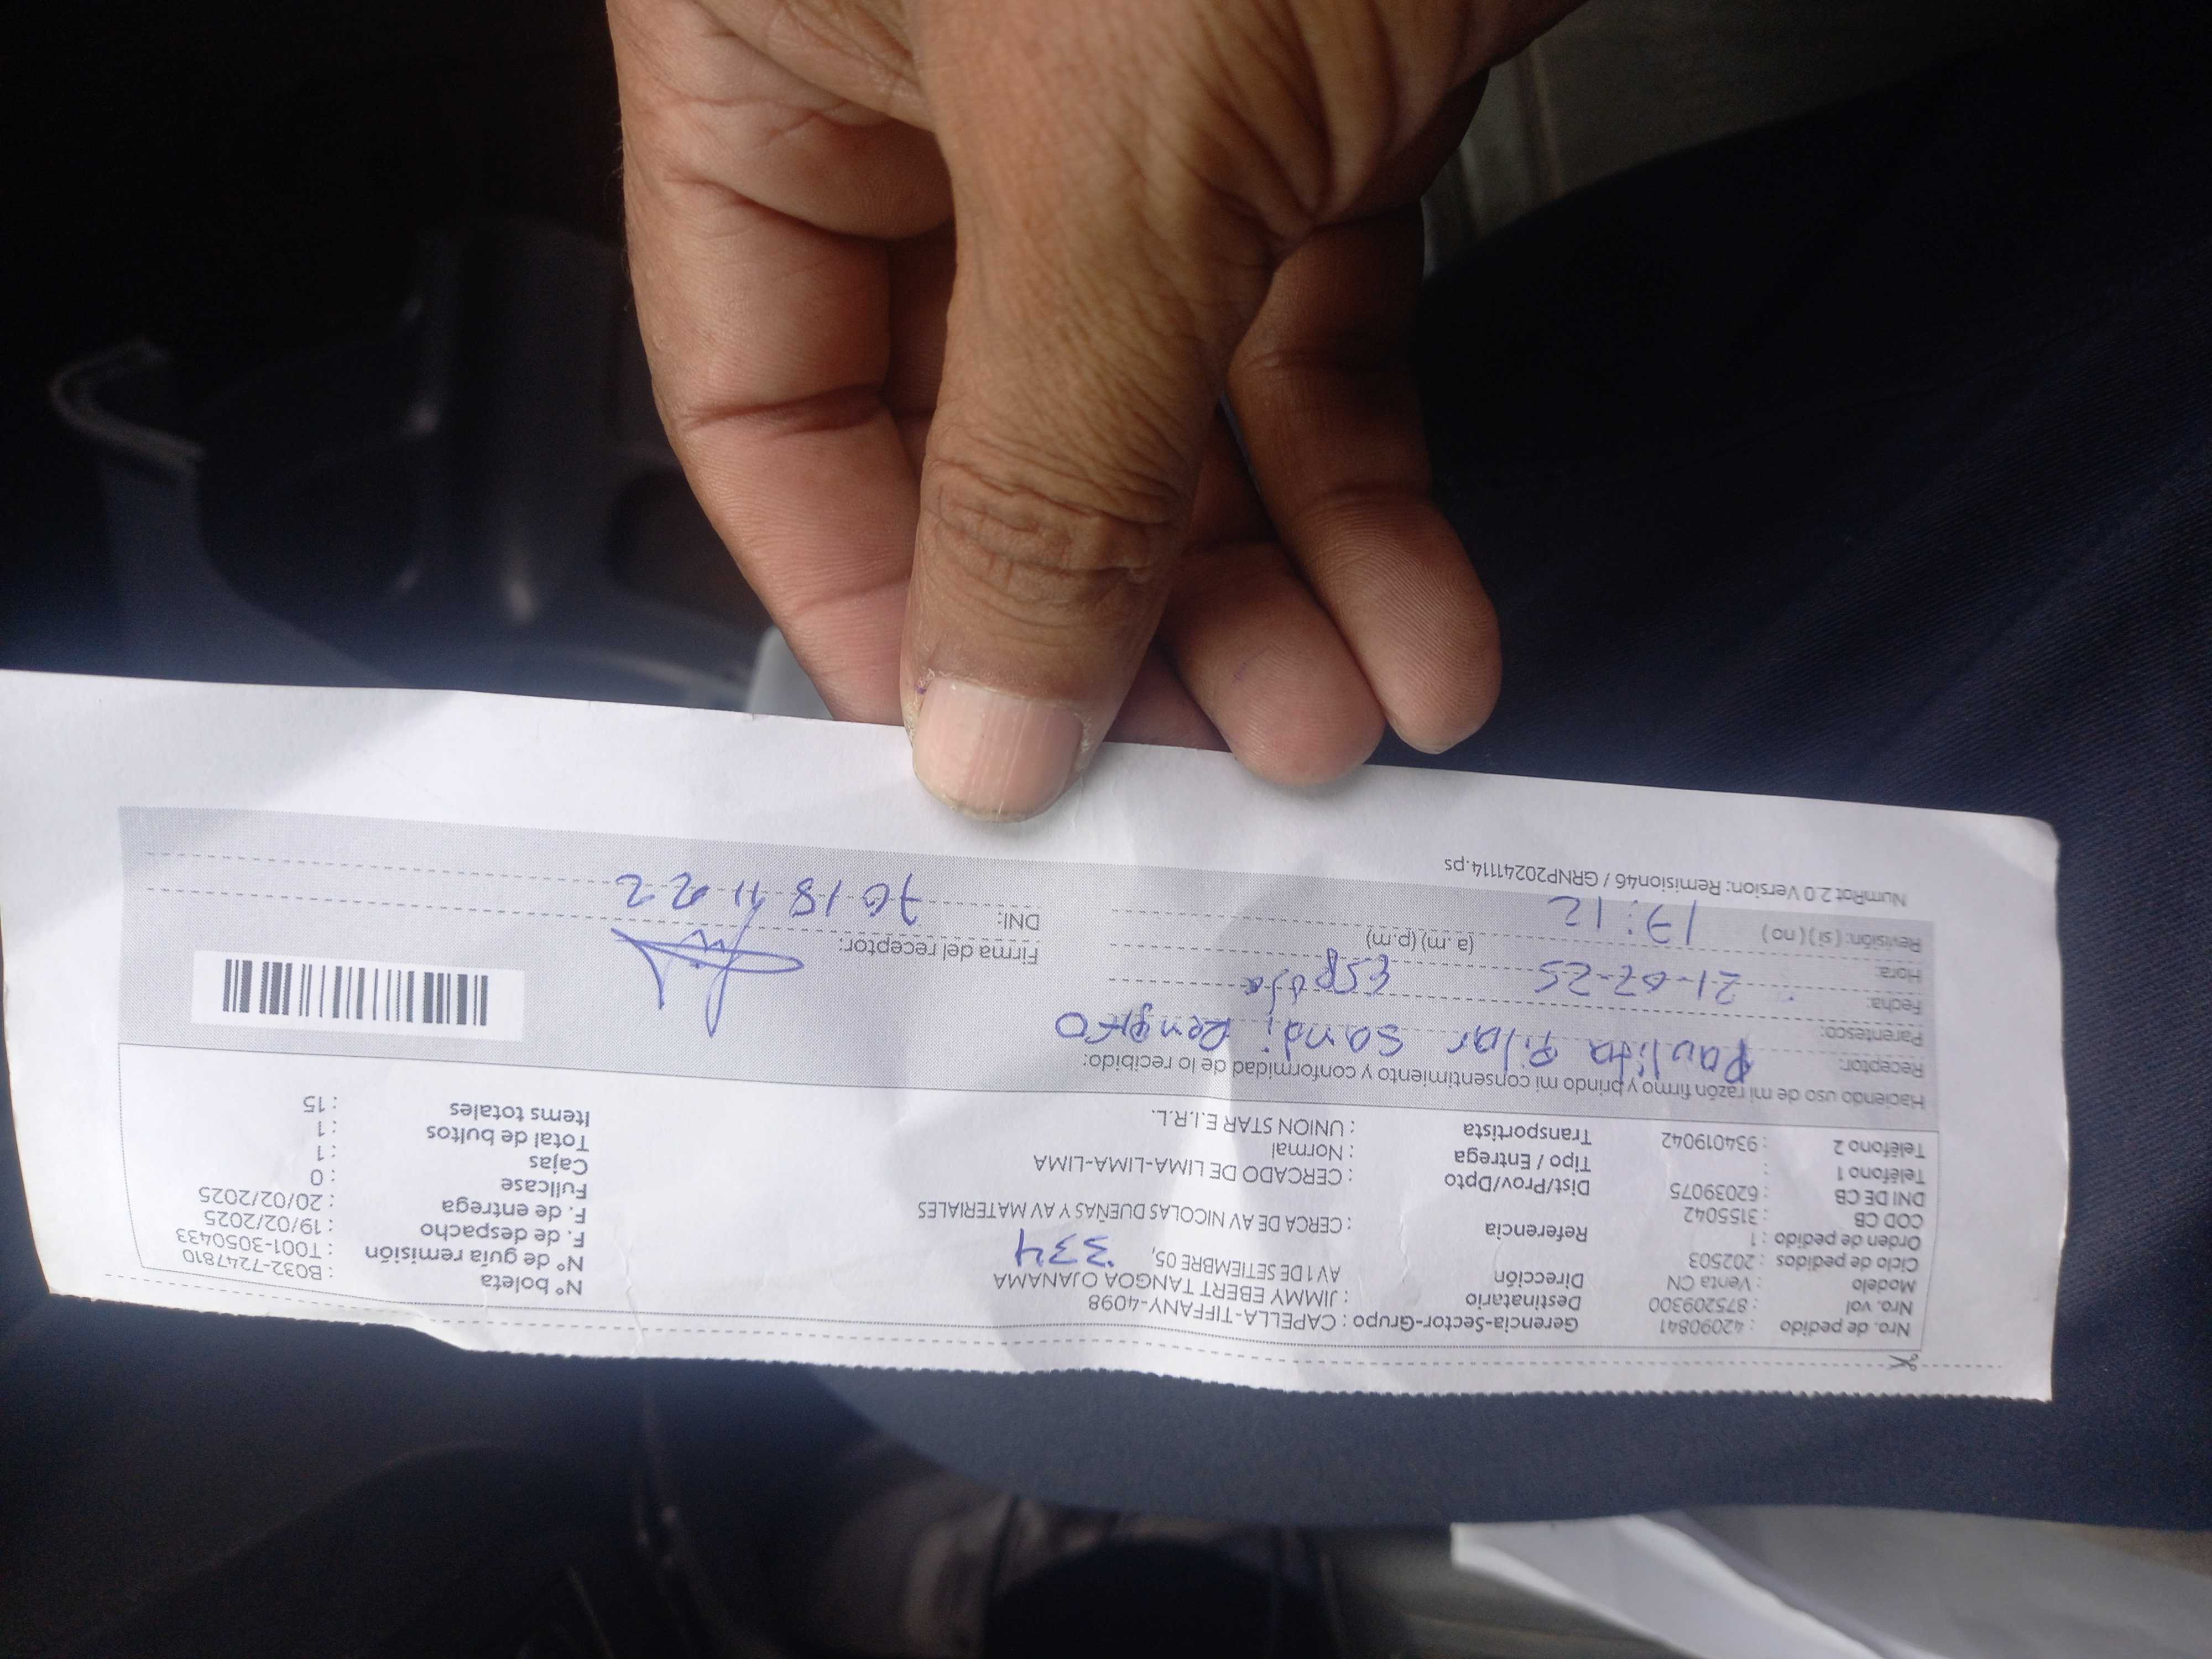 Nro. de pedido : 42090841 Gerencia-Sector-Grupo : CAPELLA-TIFFANY-4098
Nro. vol : 875209300 Destinatario : JIMMY EBERT TANGOA OJANAMA N° boleta : B032-7247810
Modelo : Venta CN Dirección AV 1 DE SETIEMBRE 05, 334 N° de guía remisión : T001-3050433
Ciclo de pedidos : 202503 F. de despacho : 19/02/2025
Orden de pedido : 1 Referencia : CERCA DE AV NICOLAS DUEÑAS Y AV MATERIALES F. de entrega : 20/02/2025
COD CB : 3155042 Fullcase : 0
DNI DE CB : 62039075 Dist/Prov/Dpto : CERCADO DE LIMA-LIMA-LIMA Cajas : 1
Teléfono 1 : Tipo / Entrega : Normal Total de bultos : 1
Teléfono 2 : 934019042 Transportista : UNION STAR E.I.R.L. Items totales : 15
Haciendo uso de mi razón firmo y brindo mi consentimiento y conformidad de lo recibido:
Receptor: Paulita Pilar Sandi Rengifo
Parentesco: Esposa
Fecha: 21-02-25 Firma del receptor:
Hora: (a. m) (p.m)
Revisión: ( si ) ( no ) 17:12 DNI:
NumRot 2.0 Version: Remision46 / GRNP20241114.ps